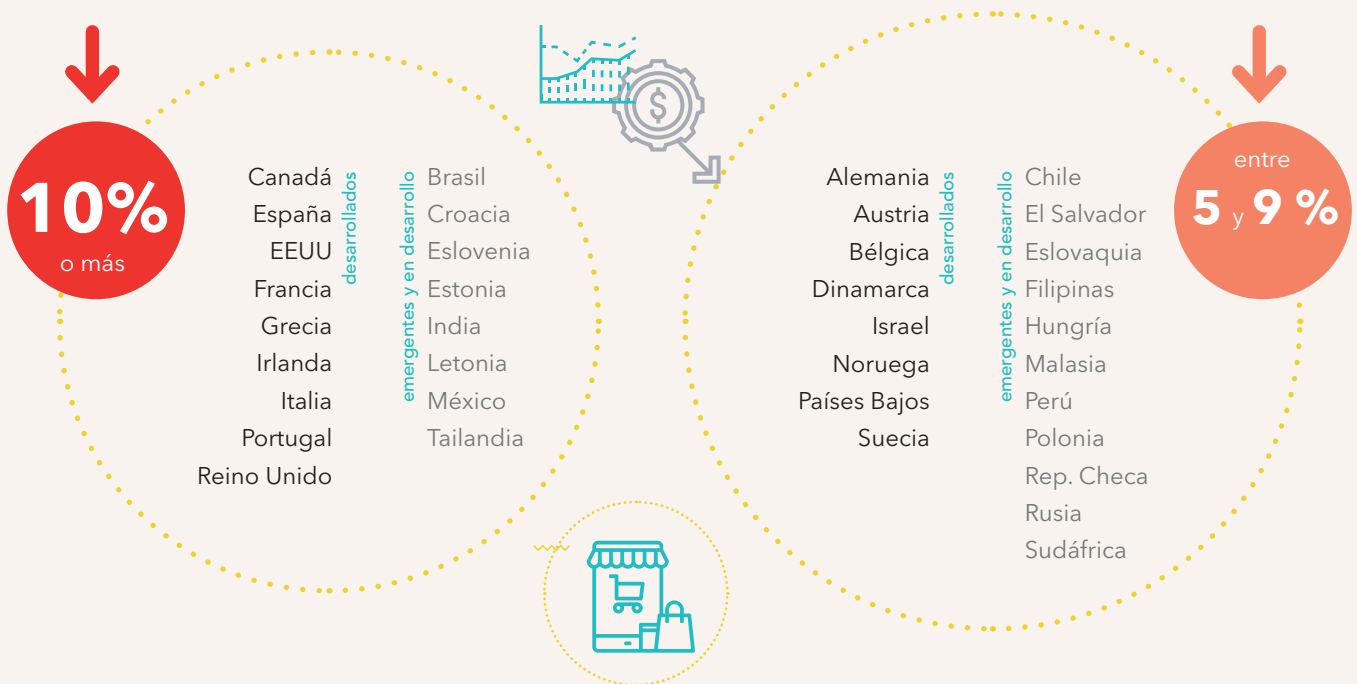 10%
o más
Canadá
España
EEUU
Francia
Grecia
Irlanda
Italia
Portugal
Reino Unido
desarrollados
emergentes y en desarrollo
Brasil
Croacia
Eslovenia
Estonia
India
Letonia
México
Tailandia
$
Alemania
Austria
Bélgica
Dinamarca
Israel
Noruega
Países Bajos
Suecia
desarrollados
emergentes y en desarrollo
Chile
El Salvador
Eslovaquia
Filipinas
Hungría
Malasia
Perú
Polonia
Rep. Checa
Rusia
Sudáfrica
entre
5 y 9 %